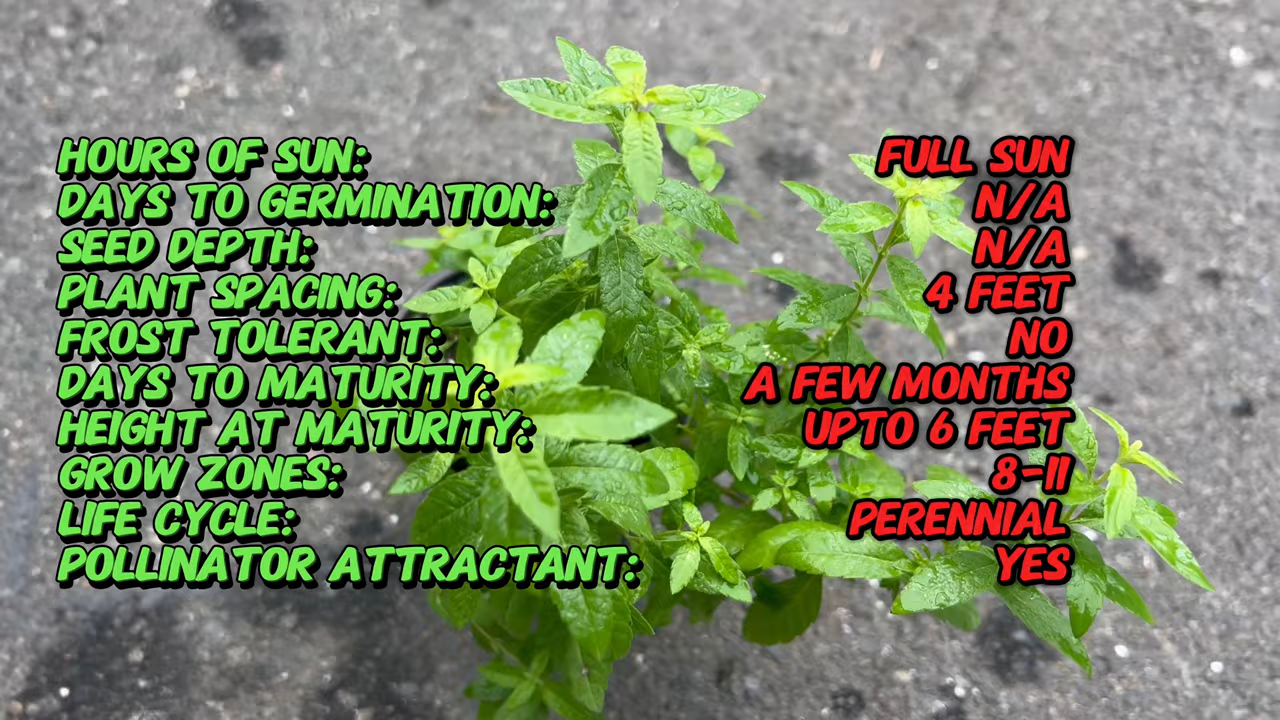 HOURS OF SUN: FULL SUN
DAYS TO GERMINATION: N/A
SEED DEPTH: N/A
PLANT SPACING: 4 FEET
FROST TOLERANT: NO
DAYS TO MATURITY: A FEW MONTHS
HEIGHT AT MATURITY: UPTO 6 FEET
GROW ZONES: 8-11
LIFE CYCLE: PERENNIAL
POLLINATOR ATTRACTANT: YES